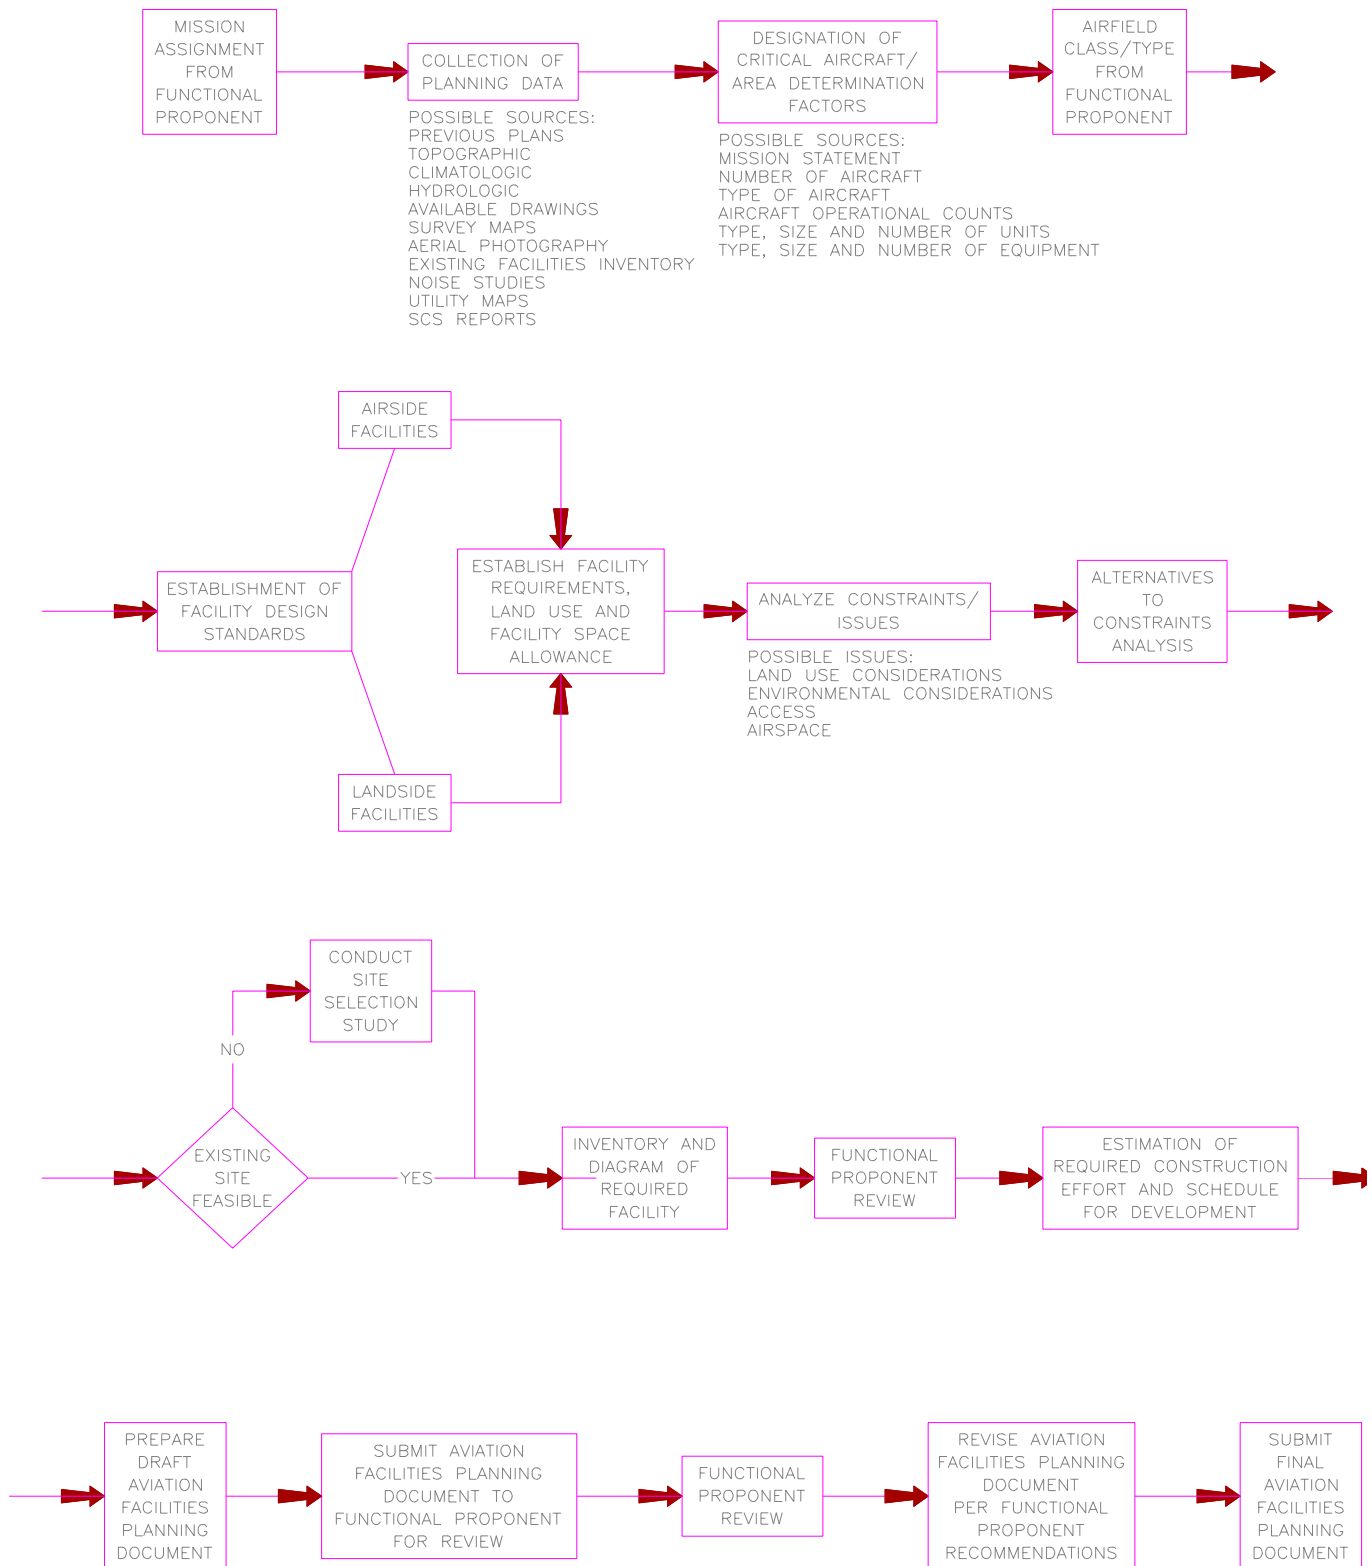 MISSION
ASSIGNMENT
FROM
FUNCTIONAL
PROPONENT
COLLECTION OF
PLANNING DATA
POSSIBLE SOURCES:
PREVIOUS PLANS
TOPOGRAPHIC
CLIMATOLOGIC
HYDROLOGIC
AVAILABLE DRAWINGS
SURVEY MAPS
AERIAL PHOTOGRAPHY
EXISTING FACILITIES INVENTORY
NOISE STUDIES
UTILITY MAPS
SCS REPORTS
DESIGNATION OF
CRITICAL AIRCRAFT/
AREA DETERMINATION
FACTORS
POSSIBLE SOURCES:
MISSION STATEMENT
NUMBER OF AIRCRAFT
TYPE OF AIRCRAFT
AIRCRAFT OPERATIONAL COUNTS
TYPE, SIZE AND NUMBER OF UNITS
TYPE, SIZE AND NUMBER OF EQUIPMENT
AIRFIELD
CLASS/TYPE
FROM
FUNCTIONAL
PROPONENT
ESTABLISHMENT OF
FACILITY DESIGN
STANDARDS
AIRSIDE
FACILITIES
LANDSIDE
FACILITIES
ESTABLISH FACILITY
REQUIREMENTS,
LAND USE AND
FACILITY SPACE
ALLOWANCE
ANALYZE CONSTRAINTS/
ISSUES
POSSIBLE ISSUES:
LAND USE CONSIDERATIONS
ENVIRONMENTAL CONSIDERATIONS
ACCESS
AIRSPACE
ALTERNATIVES
TO
CONSTRAINTS
ANALYSIS
EXISTING
SITE
FEASIBLE
NO
CONDUCT
SITE
SELECTION
STUDY
YES
INVENTORY AND
DIAGRAM OF
REQUIRED
FACILITY
FUNCTIONAL
PROPONENT
REVIEW
ESTIMATION OF
REQUIRED CONSTRUCTION
EFFORT AND SCHEDULE
FOR DEVELOPMENT
PREPARE
DRAFT
AVIATION
FACILITIES
PLANNING
DOCUMENT
SUBMIT AVIATION
FACILITIES PLANNING
DOCUMENT TO
FUNCTIONAL PROPONENT
FOR REVIEW
FUNCTIONAL
PROPONENT
REVIEW
REVISE AVIATION
FACILITIES PLANNING
DOCUMENT
PER FUNCTIONAL
PROPONENT
RECOMMENDATIONS
SUBMIT
FINAL
AVIATION
FACILITIES
PLANNING
DOCUMENT